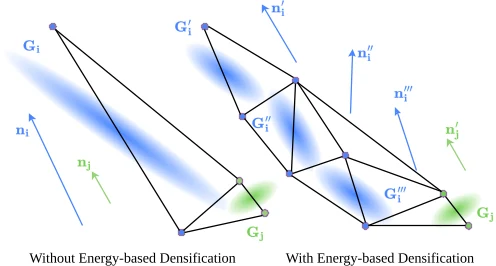 G_i
n_i
n_j
G_j
G_i′
n_i′
n_i″
n_i‴
n_j′
G_i″
G_i‴
G_j
Without Energy-based Densification
With Energy-based Densification